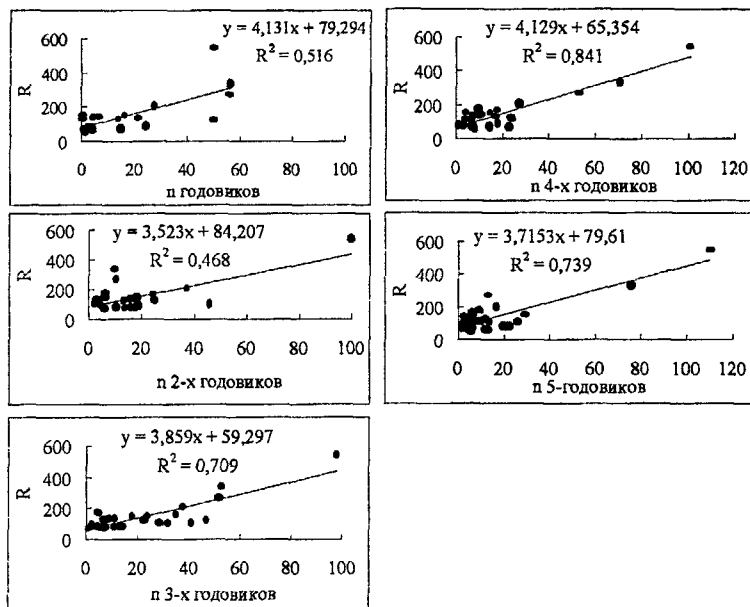 y = 4,131x + 79,294
R² = 0,516
R
600
400
200
0
0 20 40 60 80 100
n годовиков
y = 4,129x + 65,354
R² = 0,841
R
600
400
200
0
0 20 40 60 80 100 120
n 4-х годовиков
y = 3,523x + 84,207
R² = 0,468
R
600
400
200
0
0 20 40 60 80 100
n 2-х годовиков
y = 3,7153x + 79,61
R² = 0,739
R
600
400
200
0
0 20 40 60 80 100 120
n 5-годовиков
y = 3,859x + 59,297
R² = 0,709
R
600
400
200
0
0 20 40 60 80 100
n 3-х годовиков